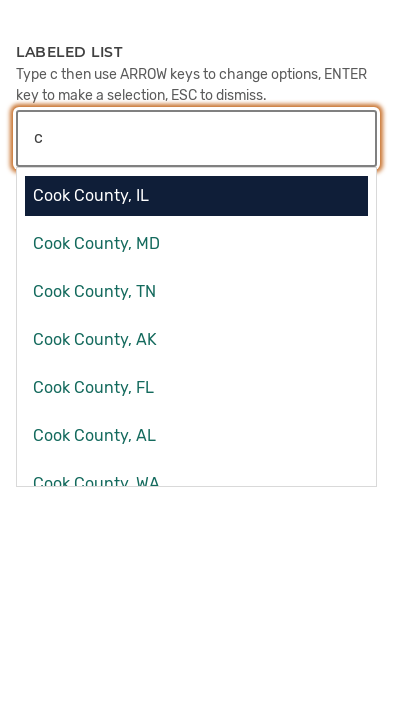 LABELED LIST
Type c then use ARROW keys to change options, ENTER
key to make a selection, ESC to dismiss.
c
Cook County, IL
Cook County, MD
Cook County, TN
Cook County, AK
Cook County, FL
Cook County, AL
Cook County, WA